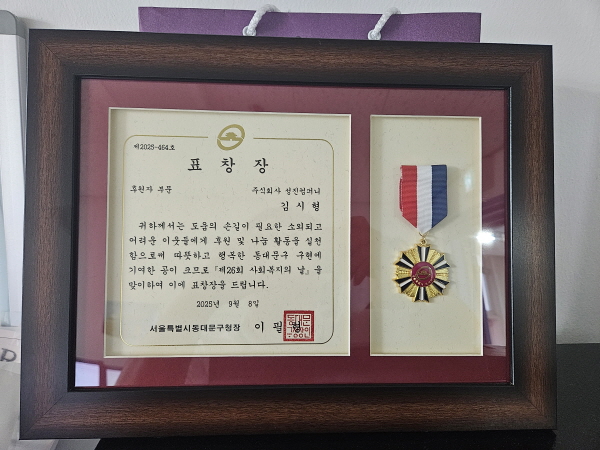 제2025-464호
표 창 장
후원자 부문
주식회사 성진컴퍼니
김 시 형
귀하께서는 도움의 손길이 필요한 소외되고
어려운 이웃들에게 후원 및 나눔 활동을 실천
함으로써 따뜻하고 행복한 동대문구 구현에
기여한 공이 크므로 『제26회 사회복지의 날』을
맞이하여 이에 표창장을 드립니다.
2025년 9월 8일
서울특별시동대문구청장 이 필 형